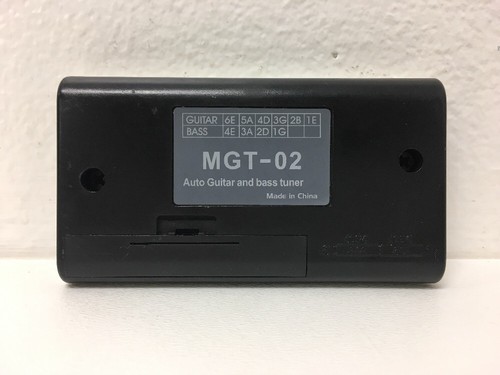 GUITAR 6E 5A 4D 3G 2B 1E
BASS 4E 3A 2D 1G
MGT-02
Auto Guitar and bass tuner
Made in China